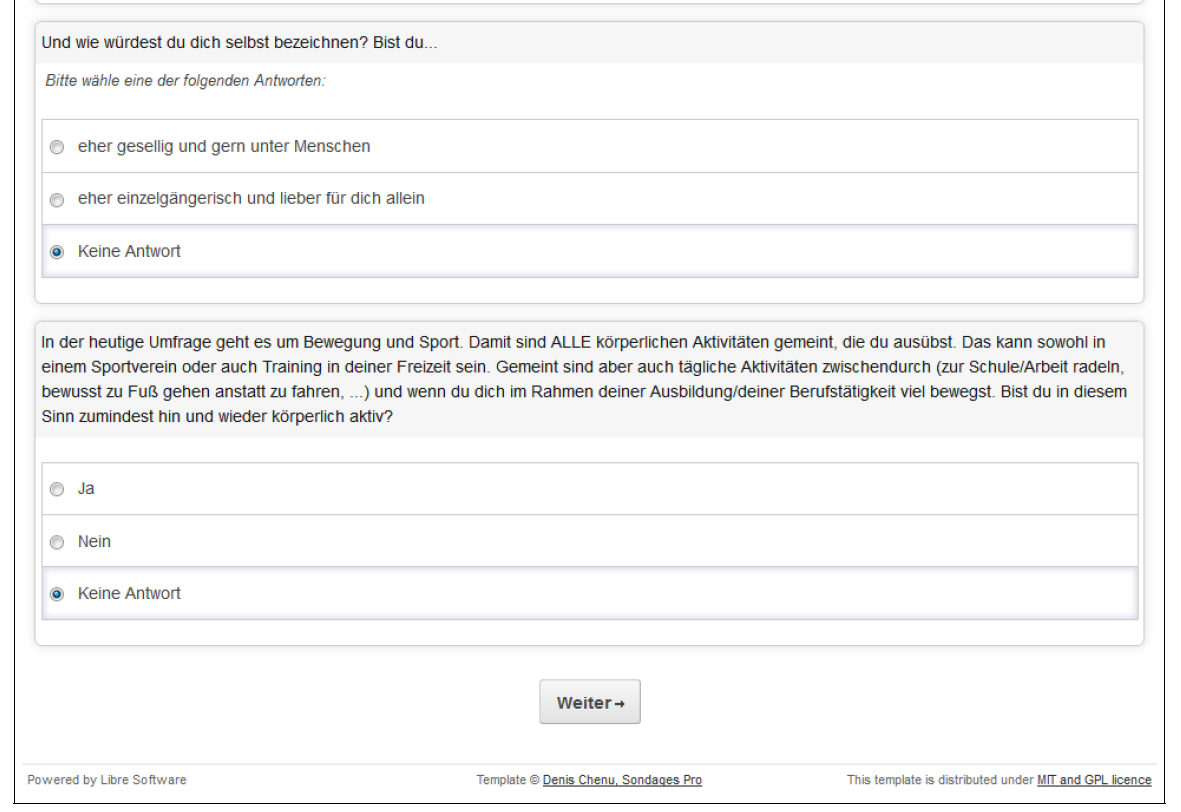 Und wie würdest du dich selbst bezeichnen? Bist du...
Bitte wähle eine der folgenden Antworten:
eher gesellig und gern unter Menschen
eher einzelgängerisch und lieber für dich allein
Keine Antwort
In der heutige Umfrage geht es um Bewegung und Sport. Damit sind ALLE körperlichen Aktivitäten gemeint, die du ausübst. Das kann sowohl in
einem Sportverein oder auch Training in deiner Freizeit sein. Gemeint sind aber auch tägliche Aktivitäten zwischendurch (zur Schule/Arbeit radeln,
bewusst zu Fuß gehen anstatt zu fahren, ...) und wenn du dich im Rahmen deiner Ausbildung/deiner Berufstätigkeit viel bewegst. Bist du in diesem
Sinn zumindest hin und wieder körperlich aktiv?
Ja
Nein
Keine Antwort
Weiter→
Powered by Libre Software Template © Denis Chenu, Sondages Pro This template is distributed under MIT and GPL licence